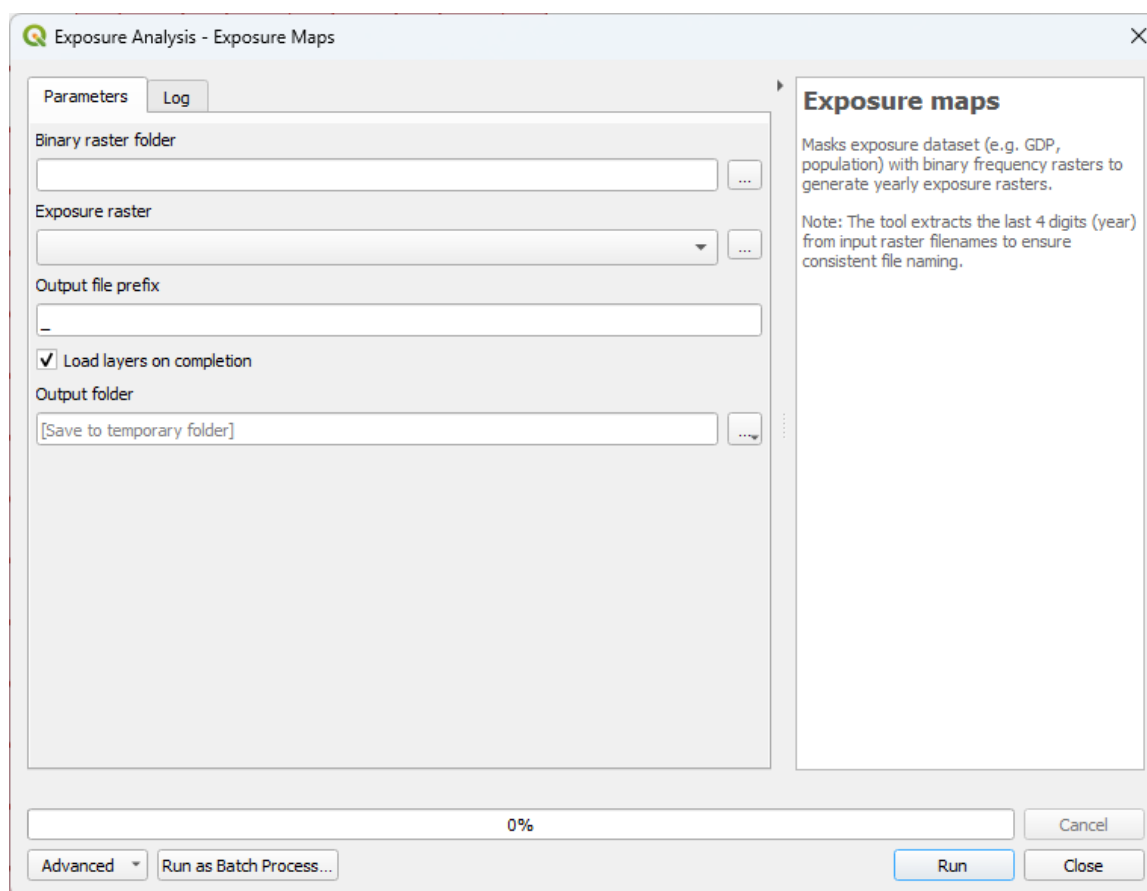 Exposure Analysis - Exposure Maps
Parameters
Log
Binary raster folder
...
Exposure raster
...
Output file prefix
_
Load layers on completion
Output folder
[Save to temporary folder]
...
Exposure maps
Masks exposure dataset (e.g. GDP,
population) with binary frequency rasters to
generate yearly exposure rasters.
Note: The tool extracts the last 4 digits (year)
from input raster filenames to ensure
consistent file naming.
0%
Cancel
Advanced
Run as Batch Process...
Run
Close